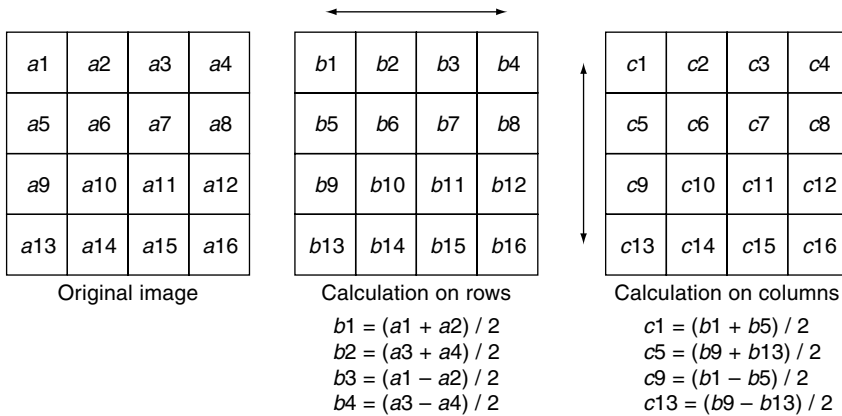 a1 a2 a3 a4
a5 a6 a7 a8
a9 a10 a11 a12
a13 a14 a15 a16
Original image
b1 b2 b3 b4
b5 b6 b7 b8
b9 b10 b11 b12
b13 b14 b15 b16
Calculation on rows
b1 = (a1 + a2) / 2
b2 = (a3 + a4) / 2
b3 = (a1 – a2) / 2
b4 = (a3 – a4) / 2
c1 c2 c3 c4
c5 c6 c7 c8
c9 c10 c11 c12
c13 c14 c15 c16
Calculation on columns
c1 = (b1 + b5) / 2
c5 = (b9 + b13) / 2
c9 = (b1 – b5) / 2
c13 = (b9 – b13) / 2